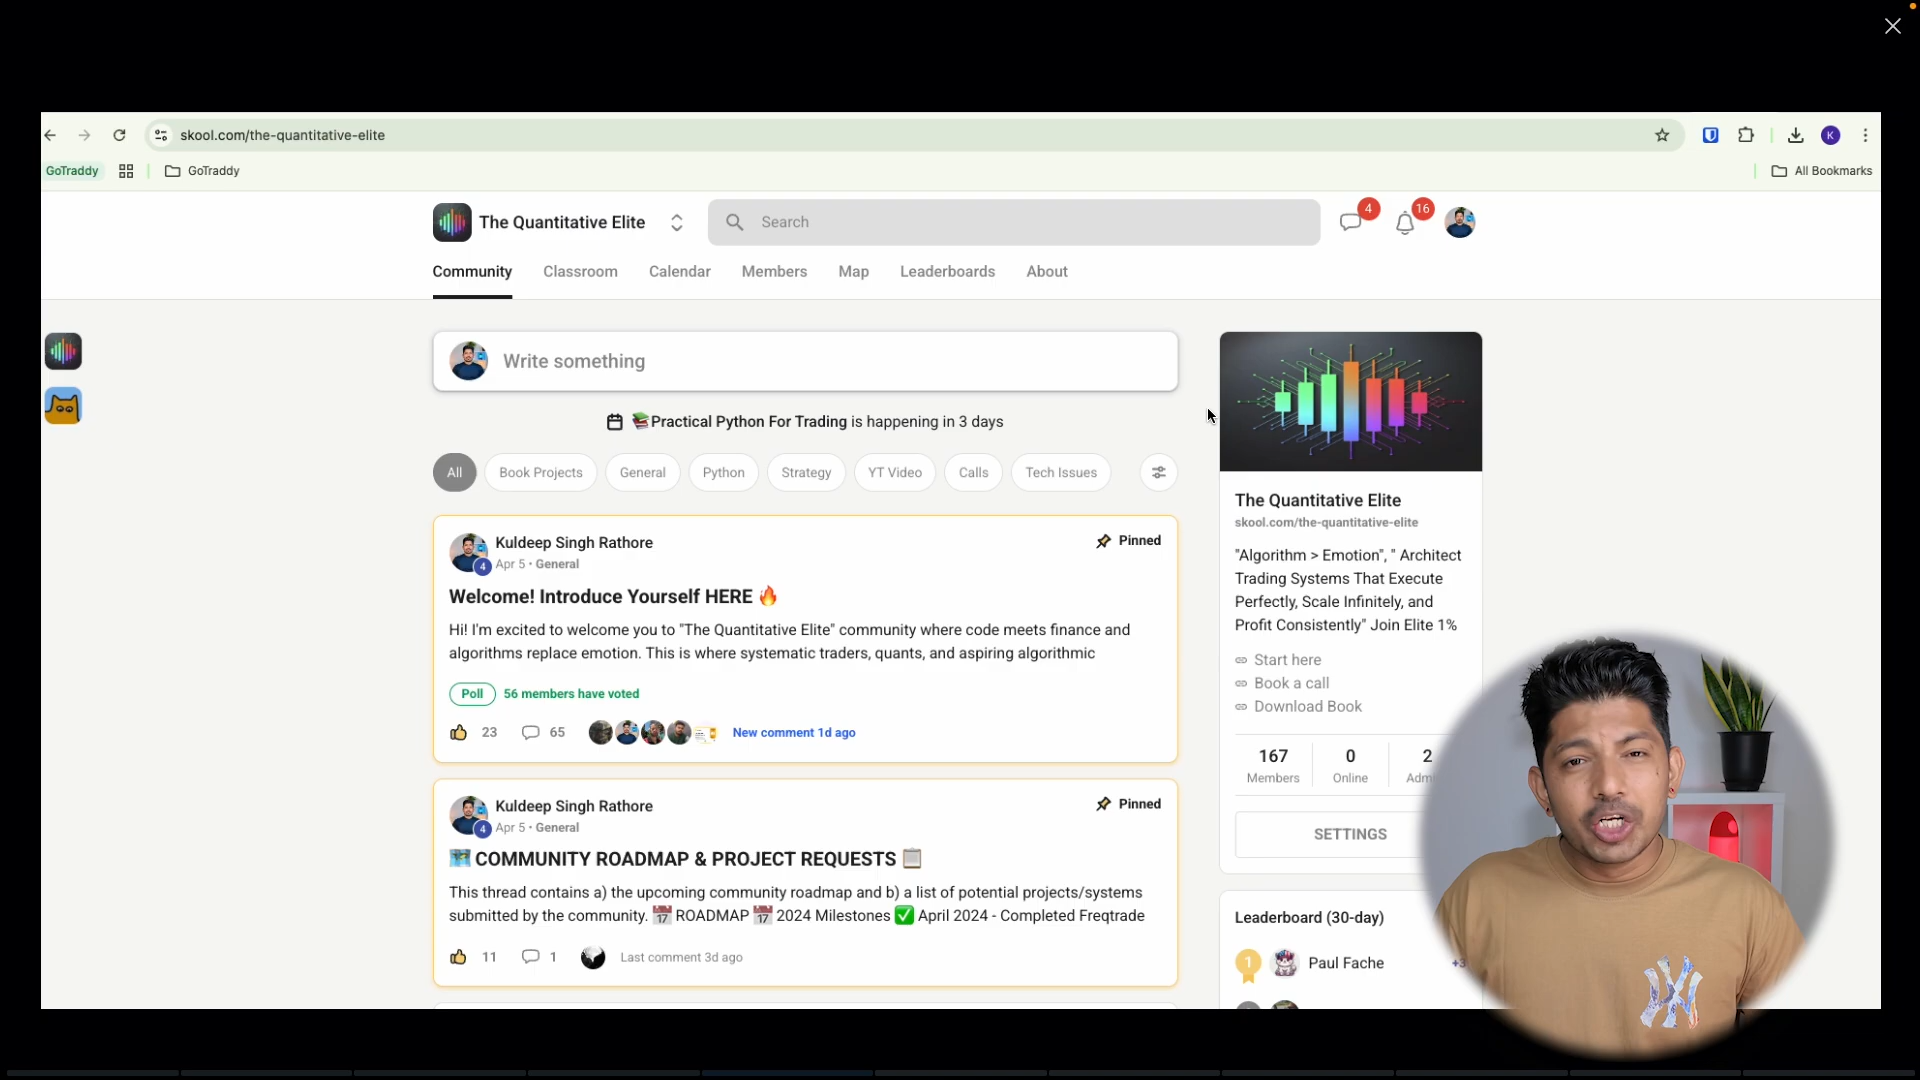 skool.com/the-quantitative-elite
K
GoTraddy
GoTraddy
All Bookmarks
The Quantitative Elite
Search
4
16
Community
Classroom
Calendar
Members
Map
Leaderboards
About
Write something
Practical Python For Trading is happening in 3 days
All
Book Projects
General
Python
Strategy
YT Video
Calls
Tech Issues
Kuldeep Singh Rathore
Pinned
4
Apr 5 • General
Welcome! Introduce Yourself HERE 🔥
Hi! I'm excited to welcome you to "The Quantitative Elite" community where code meets finance and
algorithms replace emotion. This is where systematic traders, quants, and aspiring algorithmic
Poll
56 members have voted
23
65
New comment 1d ago
Kuldeep Singh Rathore
Pinned
4
Apr 5 • General
🗺️ COMMUNITY ROADMAP & PROJECT REQUESTS 📋
This thread contains a) the upcoming community roadmap and b) a list of potential projects/systems
submitted by the community. 📅 ROADMAP 📅 2024 Milestones ✅ April 2024 - Completed Freqtrade
11
1
Last comment 3d ago
The Quantitative Elite
skool.com/the-quantitative-elite
"Algorithm > Emotion", " Architect
Trading Systems That Execute
Perfectly, Scale Infinitely, and
Profit Consistently" Join Elite 1%
Start here
Book a call
Download Book
167
Members
0
Online
2
SETTINGS
Leaderboard (30-day)
1
Paul Fache